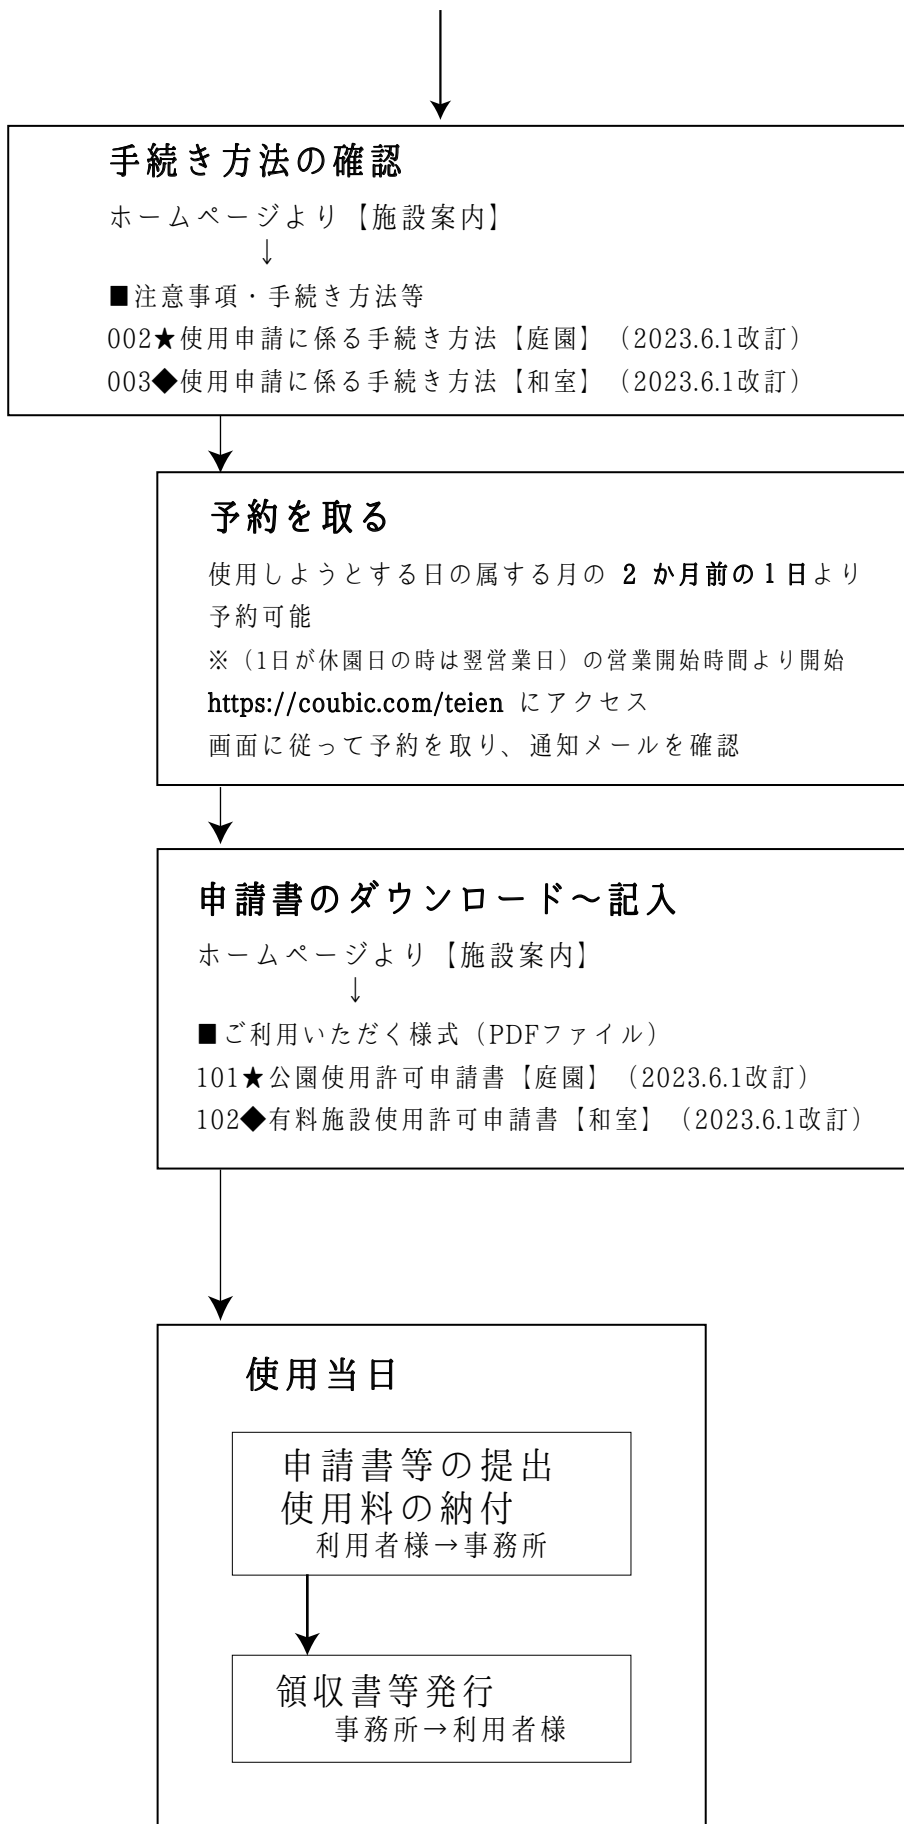 手続き方法の確認
ホームページより【施設案内】
↓
■注意事項・手続き方法等
002★使用申請に係る手続き方法【庭園】（2023.6.1改訂）
003◆使用申請に係る手続き方法【和室】（2023.6.1改訂）
予約を取る
使用しようとする日の属する月の 2 か月前の1日より
予約可能
※（1日が休園日の時は翌営業日）の営業開始時間より開始
https://coubic.com/teien にアクセス
画面に従って予約を取り、通知メールを確認
申請書のダウンロード～記入
ホームページより【施設案内】
↓
■ご利用いただく様式（PDFファイル）
101★公園使用許可申請書【庭園】（2023.6.1改訂）
102◆有料施設使用許可申請書【和室】（2023.6.1改訂）
使用当日
申請書等の提出
使用料の納付
利用者様→事務所
領収書等発行
事務所→利用者様